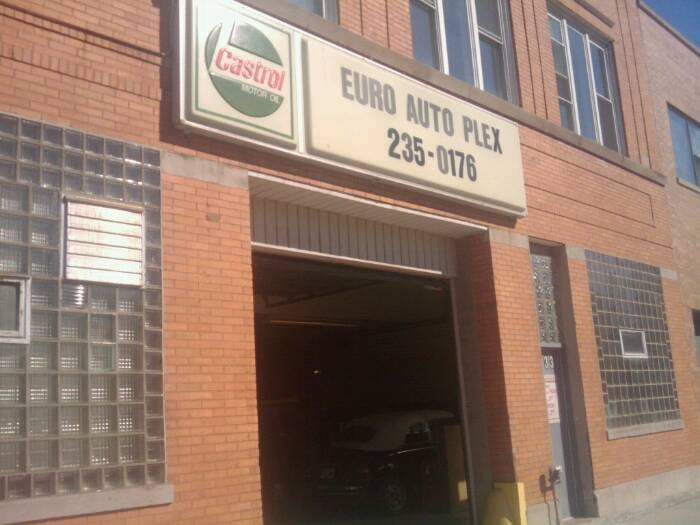 Castrol
MOTOR OIL
EURO AUTO PLEX
235-0176